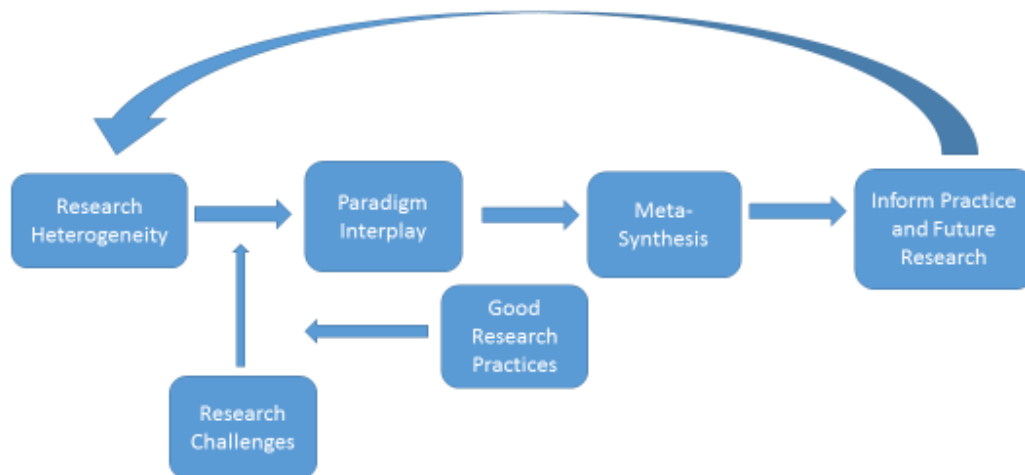 Research
Heterogeneity
Paradigm
Interplay
Meta-
Synthesis
Inform Practice
and Future
Research
Good
Research
Practices
Research
Challenges